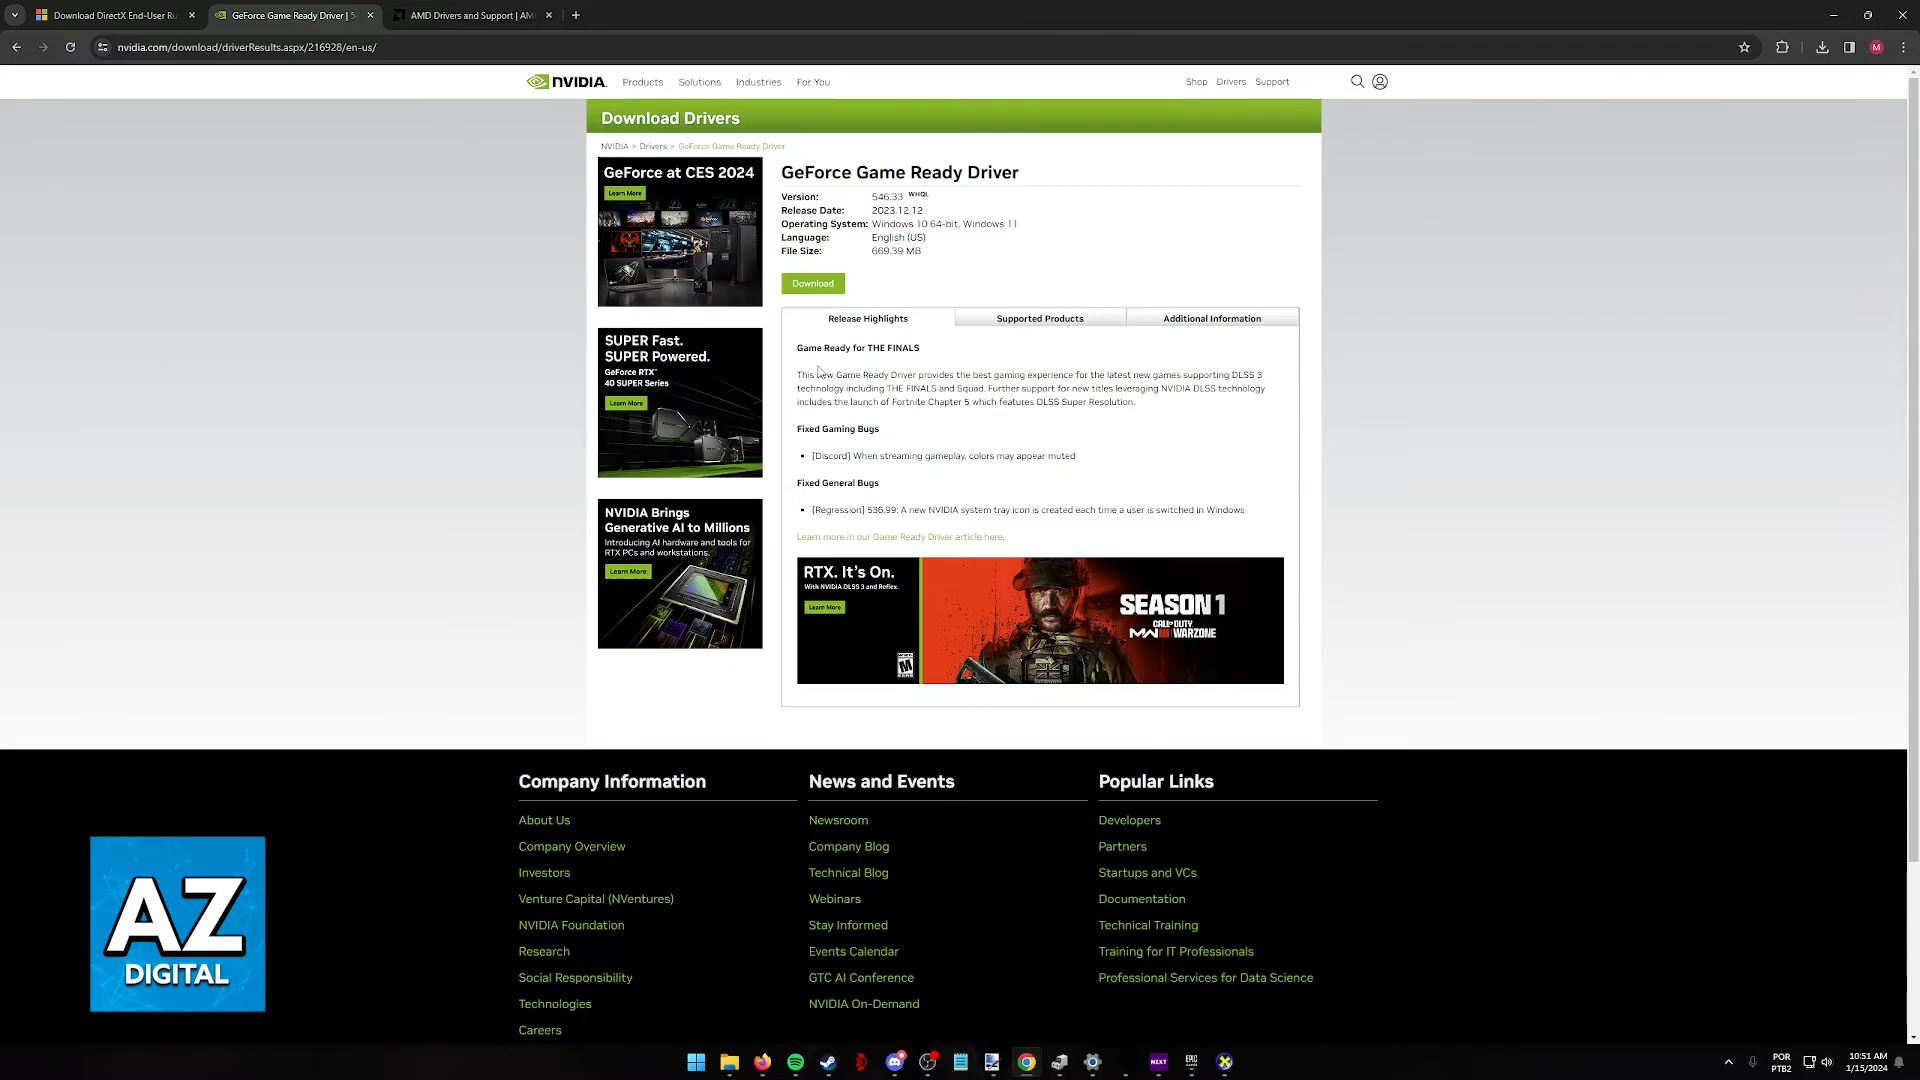 Download DirectX End-User Ru
GeForce Game Ready Driver | 5
AMD Drivers and Support | AM
nvidia.com/download/driverResults.aspx/216928/en-us/
M
NVIDIA.
Products
Solutions
Industries
For You
Shop
Drivers
Support
Download Drivers
NVIDIA > Drivers > GeForce Game Ready Driver
GeForce at CES 2024
Learn More
SUPER Fast.
SUPER Powered.
GeForce RTX™
40 SUPER Series
Learn More
NVIDIA Brings
Generative AI to Millions
Introducing AI hardware and tools for
RTX PCs and workstations.
Learn More
GeForce Game Ready Driver
Version: 546.33 WHQL
Release Date: 2023.12.12
Operating System: Windows 10 64-bit, Windows 11
Language: English (US)
File Size: 669.39 MB
Download
Release Highlights
Supported Products
Additional Information
Game Ready for THE FINALS
This new Game Ready Driver provides the best gaming experience for the latest new games supporting DLSS 3
technology including THE FINALS and Squad. Further support for new titles leveraging NVIDIA DLSS technology
includes the launch of Fortnite Chapter 5 which features DLSS Super Resolution.
Fixed Gaming Bugs
[Discord] When streaming gameplay, colors may appear muted
Fixed General Bugs
[Regression] 536.99: A new NVIDIA system tray icon is created each time a user is switched in Windows
Learn more in our Game Ready Driver article here.
RTX. It's On.
With NVIDIA DLSS 3 and Reflex.
Learn More
M
SEASON 1
CALL OF DUTY
MWIII WARZONE
Company Information
About Us
Company Overview
Investors
Venture Capital (NVentures)
NVIDIA Foundation
Research
Social Responsibility
Technologies
Careers
News and Events
Newsroom
Company Blog
Technical Blog
Webinars
Stay Informed
Events Calendar
GTC AI Conference
NVIDIA On-Demand
Popular Links
Developers
Partners
Startups and VCs
Documentation
Technical Training
Training for IT Professionals
Professional Services for Data Science
AZ
DIGITAL
NZXT
EPIC
POR
PTB2
10:51 AM
1/15/2024